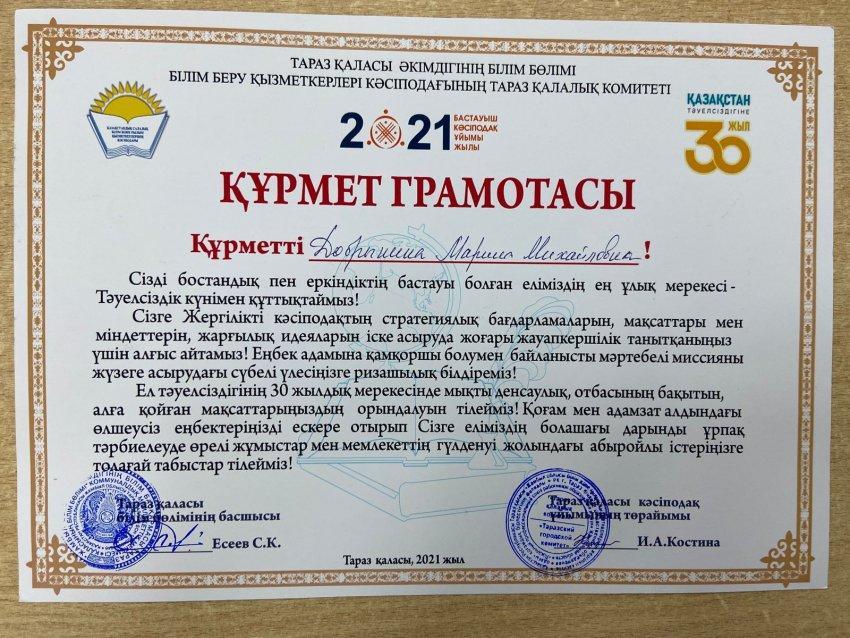 ТАРАЗ ҚАЛАСЫ ӘКІМДІГІНІҢ БІЛІМ БӨЛІМІ
БІЛІМ БЕРУ ҚЫЗМЕТКЕРЛЕРІ КӘСІПОДАҒЫНЫҢ ТАРАЗ ҚАЛАЛЫҚ КОМИТЕТІ
2021
БАСТАУЫШ
КӘСІПОДАҚ
ҰЙЫМЫ
ЖЫЛЫ
ҚАЗАҚСТАН
ТӘУЕЛСІЗДІГІНЕ
30 ЖЫЛ
ҚҰРМЕТ ГРАМОТАСЫ
Құрметті Добрынина Марина Михайловна !
Сізді бостандық пен еркіндіктің бастауы болған еліміздің ең ұлық мерекесі -
Тәуелсіздік күнімен құттықтаймыз!
Сізге Жергілікті кәсіподақтың стратегиялық бағдарламаларын, мақсаттары мен
міндеттерін, жарғылық идеяларын іске асыруда жоғары жауапкершілік танытқаныңыз
үшін алғыс айтамыз! Еңбек адамына қамқоршы болумен байланысты мәртебелі миссияны
жүзеге асырудағы сүбелі үлесіңізге ризашылық білдіреміз!
Ел тәуелсіздігінің 30 жылдық мерекесінде мықты денсаулық, отбасының бақытын,
алға қойған мақсаттарыңыздың орындалуын тілейміз! Қоғам мен адамзат алдындағы
өлшеусіз еңбектеріңізді ескере отырып Сізге еліміздің болашағы дарынды ұрпақ
тәрбиелеуде өрелі жұмыстар мен мемлекеттің гүлденуі жолындағы абыройлы істеріңізге
толағай табыстар тілейміз!
Тараз қаласы
білім бөлімінің басшысы
Есеев С.К.
Тараз қаласы кәсіподақ
ұйымының төрайымы
И.А.Костина
"Таразский
городской
комитет"
Тараз қаласы, 2021 жыл